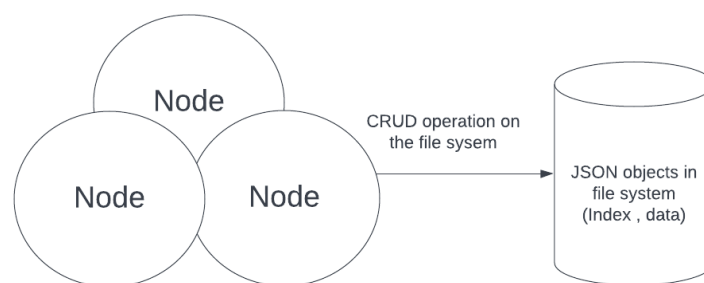 Node
CRUD operation on
the file sysem
Node
Node
JSON objects in
file system
(Index , data)